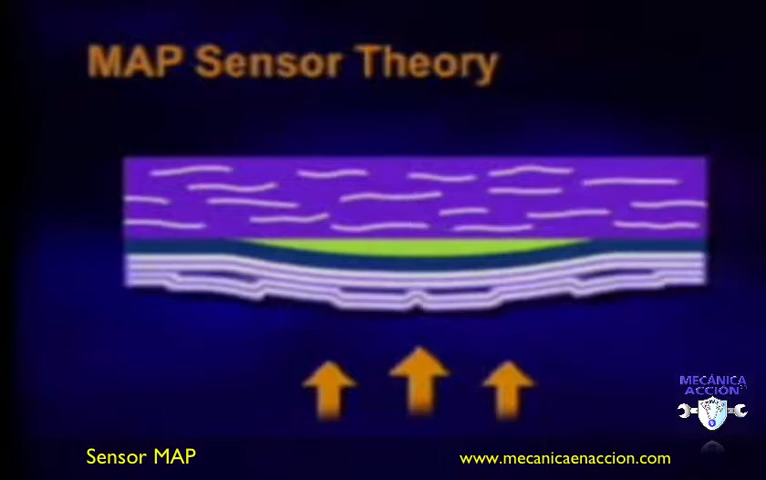 MAP Sensor Theory
MECÁNICA
ACCIÓN
Sensor MAP
www.mecanicaenaccion.com